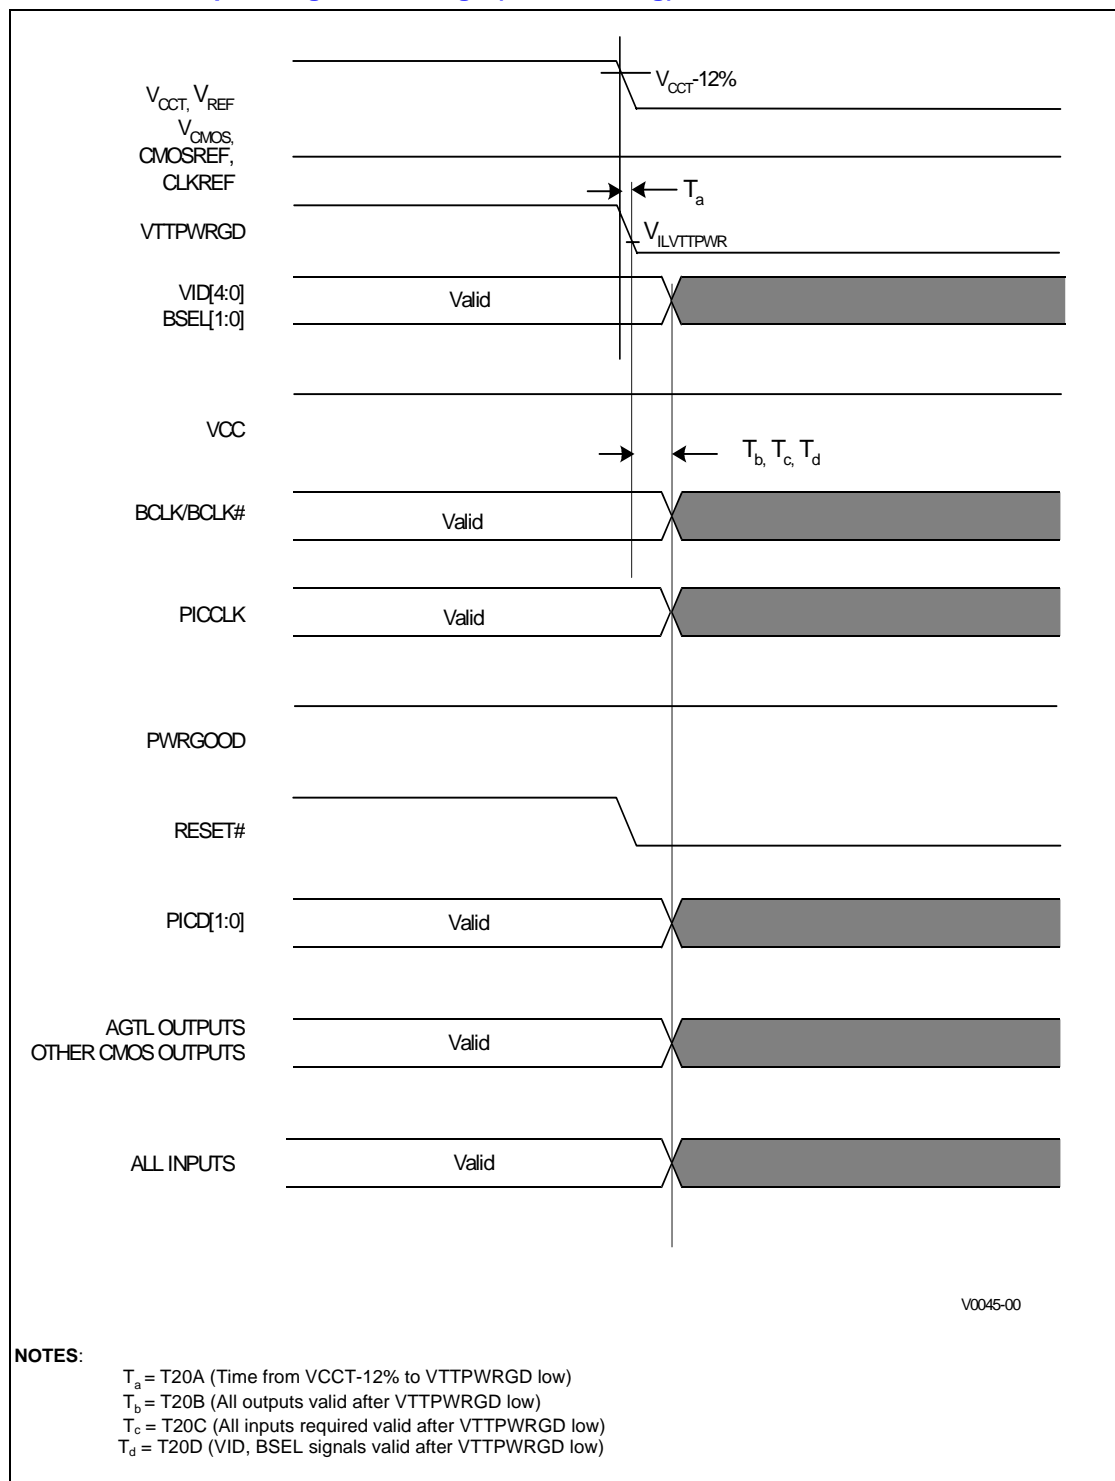 V_CCT-12%
V_CCT, V_REF
V_CMOS,
CMOSREF,
CLKREF
T_a
VTTPWRGD
V_ILVTTPWR
VID[4:0]
BSEL[1:0]
Valid
VCC
T_b, T_c, T_d
BCLK/BCLK#
Valid
PICCLK
Valid
PWRGOOD
RESET#
PICD[1:0]
Valid
AGTL OUTPUTS
OTHER CMOS OUTPUTS
Valid
ALL INPUTS
Valid
V0045-00
NOTES:
T_a = T20A (Time from VCCT-12% to VTTPWRGD low)
T_b = T20B (All outputs valid after VTTPWRGD low)
T_c = T20C (All inputs required valid after VTTPWRGD low)
T_d = T20D (VID, BSEL signals valid after VTTPWRGD low)